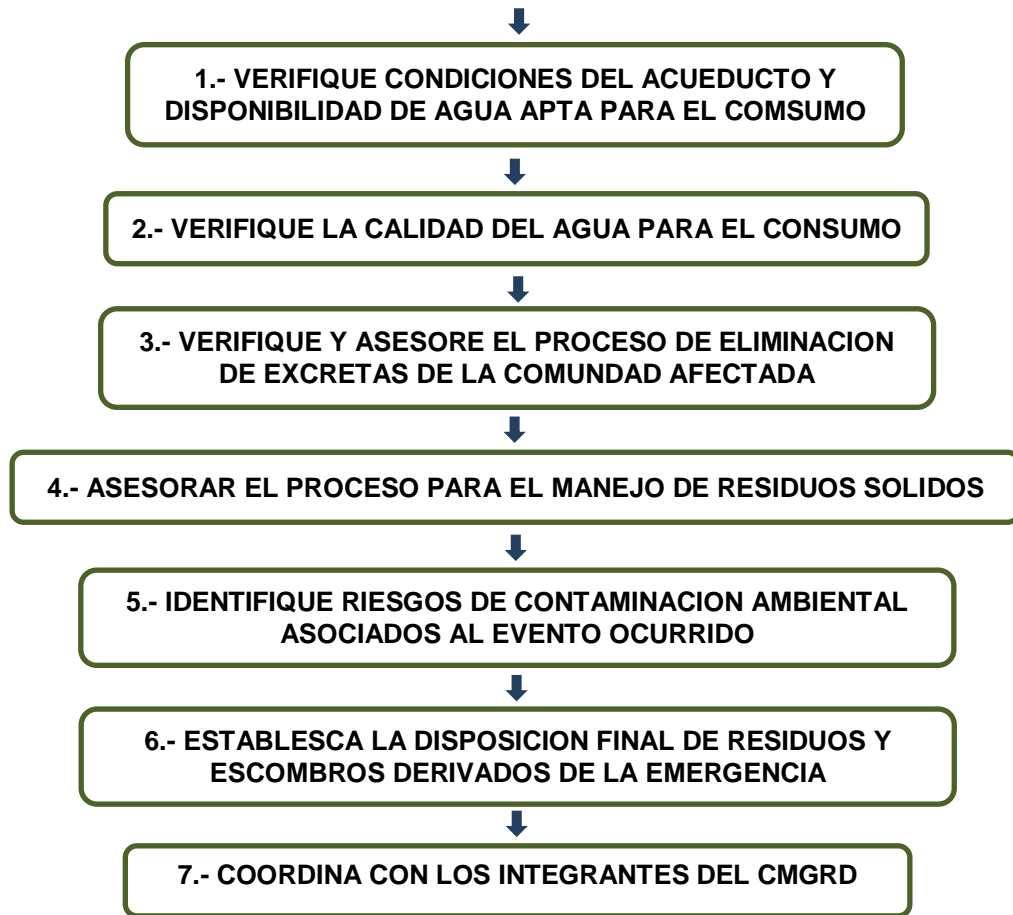 1.- VERIFIQUE CONDICIONES DEL ACUEDUCTO Y
DISPONIBILIDAD DE AGUA APTA PARA EL COMSUMO
2.- VERIFIQUE LA CALIDAD DEL AGUA PARA EL CONSUMO
3.- VERIFIQUE Y ASESORE EL PROCESO DE ELIMINACION
DE EXCRETAS DE LA COMUNDAD AFECTADA
4.- ASESORAR EL PROCESO PARA EL MANEJO DE RESIDUOS SOLIDOS
5.- IDENTIFIQUE RIESGOS DE CONTAMINACION AMBIENTAL
ASOCIADOS AL EVENTO OCURRIDO
6.- ESTABLESCA LA DISPOSICION FINAL DE RESIDUOS Y
ESCOMBROS DERIVADOS DE LA EMERGENCIA
7.- COORDINA CON LOS INTEGRANTES DEL CMGRD